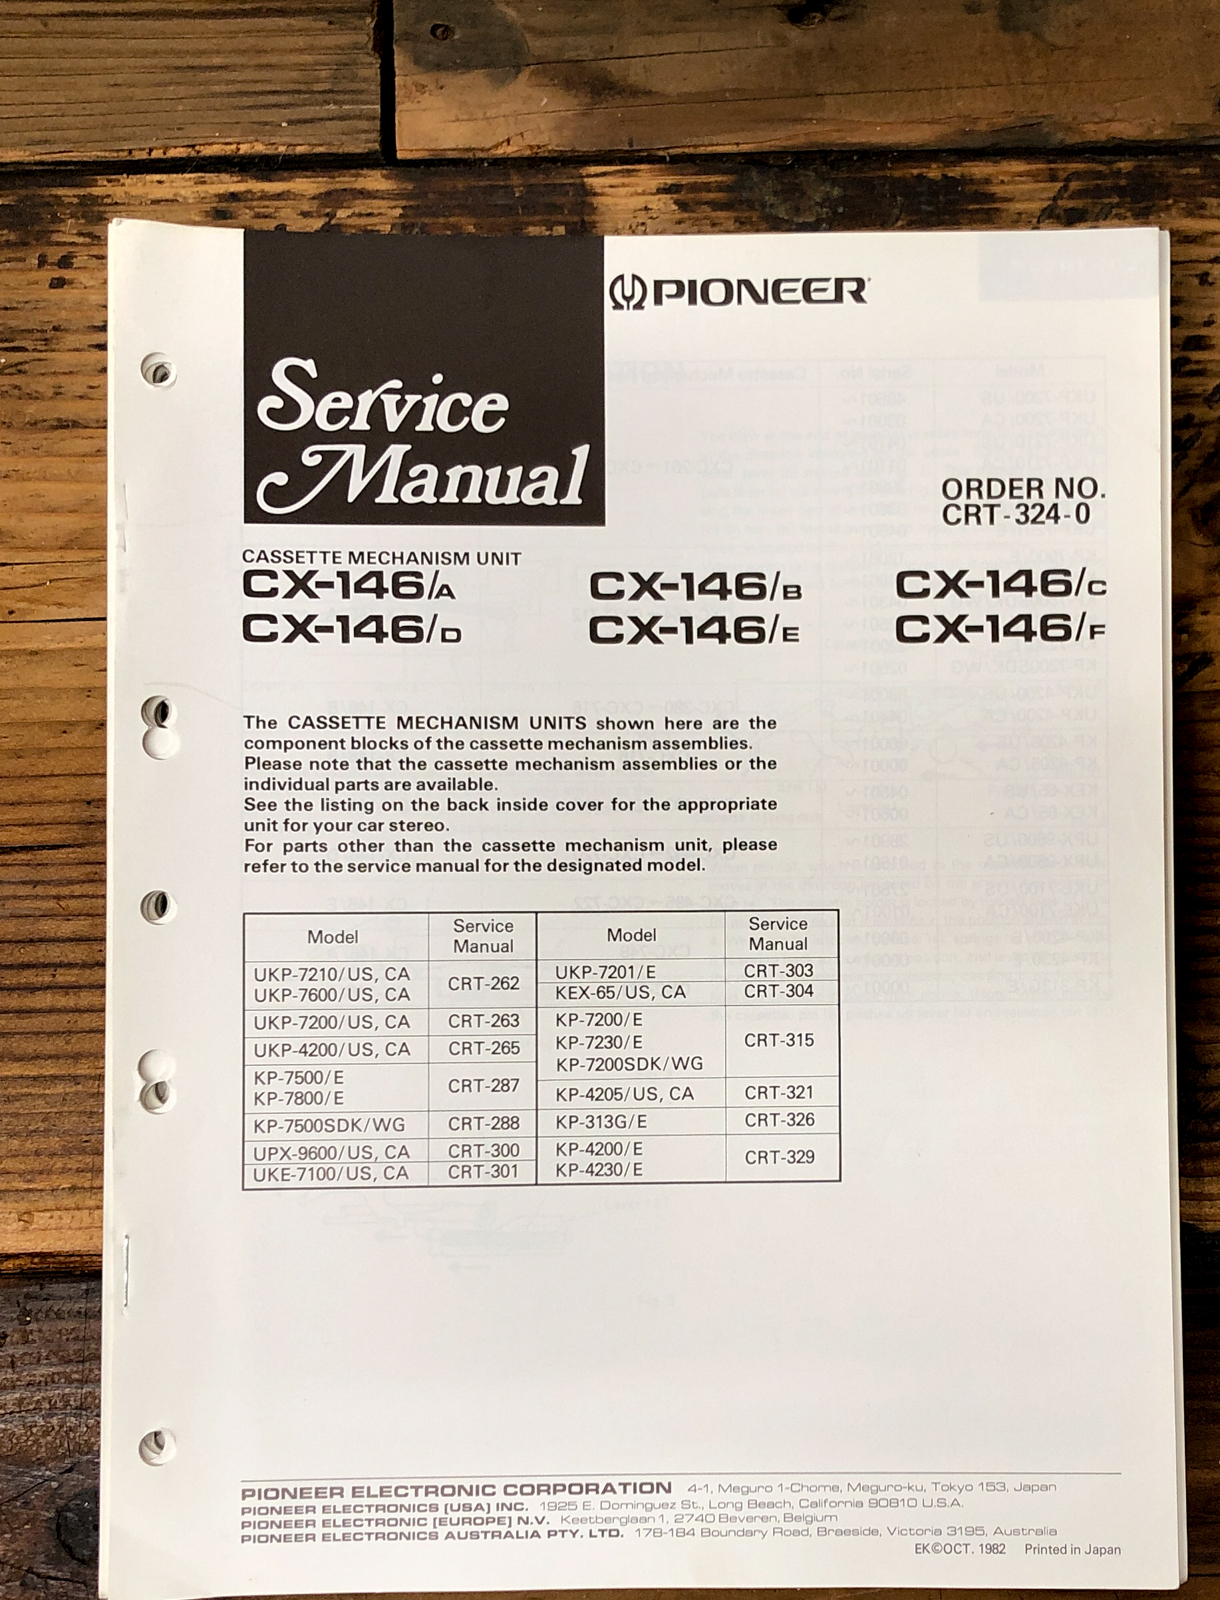 PIONEER
Service
Manual
ORDER NO.
CRT-324-0
CASSETTE MECHANISM UNIT
CX-146/A CX-146/B CX-146/C
CX-146/D CX-146/E CX-146/F
The CASSETTE MECHANISM UNITS shown here are the
component blocks of the cassette mechanism assemblies.
Please note that the cassette mechanism assemblies or the
individual parts are available.
See the listing on the back inside cover for the appropriate
unit for your car stereo.
For parts other than the cassette mechanism unit, please
refer to the service manual for the designated model.
Model Service Manual Model Service Manual
UKP-7210/US, CA
UKP-7600/US, CA
CRT-262
UKP-7200/US, CA CRT-263
UKP-4200/US, CA CRT-265
KP-7500/E
KP-7800/E
CRT-287
KP-7500SDK/WG CRT-288
UPX-9600/US, CA CRT-300
UKE-7100/US, CA CRT-301
UKP-7201/E CRT-303
KEX-65/US, CA CRT-304
KP-7200/E
KP-7230/E
KP-7200SDK/WG
CRT-315
KP-4205/US, CA CRT-321
KP-313G/E CRT-326
KP-4200/E
KP-4230/E
CRT-329
PIONEER ELECTRONIC CORPORATION 4-1, Meguro 1-Chome, Meguro-ku, Tokyo 153, Japan
PIONEER ELECTRONICS [USA] INC. 1925 E. Dominguez St., Long Beach, California 90810 U.S.A.
PIONEER ELECTRONIC [EUROPE] N.V. Keetberglaan 1, 2740 Beveren, Belgium
PIONEER ELECTRONICS AUSTRALIA PTY. LTD. 178-184 Boundary Road, Braeside, Victoria 3195, Australia
EK©OCT. 1982 Printed in Japan